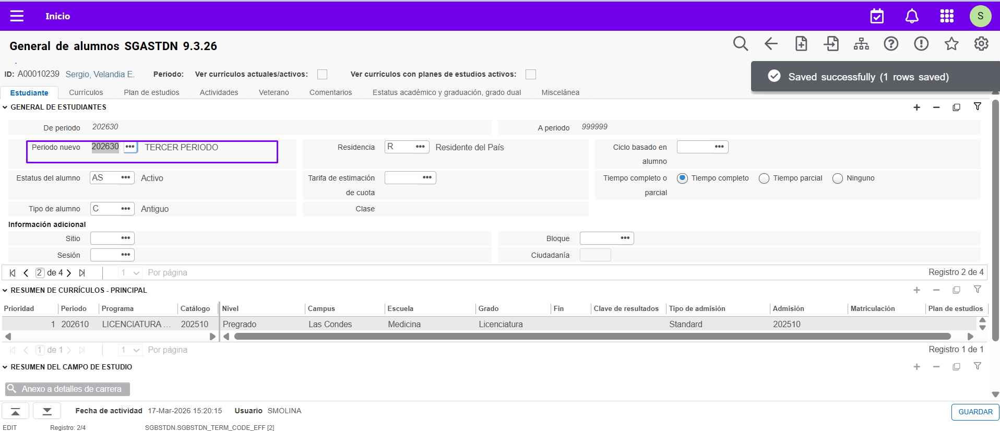 Inicio
S
General de alumnos SGASTDN 9.3.26
ID: A00010239 Sergio, Velandia E. Periodo: Ver currículos actuales/activos: Ver currículos con planes de estudios activos:
Saved successfully (1 rows saved)
Estudiante Currículos Plan de estudios Actividades Veterano Comentarios Estatus académico y graduación, grado dual Miscelánea
GENERAL DE ESTUDIANTES
De periodo 202630 A periodo 999999
Periodo nuevo 202630 ••• TERCER PERIODO Residencia R ••• Residente del País Ciclo basado en •••
alumno
Estatus del alumno AS ••• Activo Tarifa de estimación ••• Tiempo completo o Tiempo completo Tiempo parcial Ninguno
de cuota parcial
Tipo de alumno C ••• Antiguo Clase
Información adicional
Sitio ••• Bloque •••
Sesión ••• Ciudadanía
2 de 4 1 Por página Registro 2 de 4
RESUMEN DE CURRÍCULOS - PRINCIPAL
Prioridad Periodo Programa Catálogo Nivel Campus Escuela Grado Fin Clave de resultados Tipo de admisión Admisión Matriculación Plan de estudios
1 202610 LICENCIATURA ... 202510 Pregrado Las Condes Medicina Licenciatura Standard 202510
1 de 1 1 Por página Registro 1 de 1
RESUMEN DEL CAMPO DE ESTUDIO
Anexo a detalles de carrera
Fecha de actividad 17-Mar-2026 15:20:15 Usuario SMOLINA GUARDAR
EDIT Registro: 2/4 SGBSTDN.SGBSTDN_TERM_CODE_EFF [2]